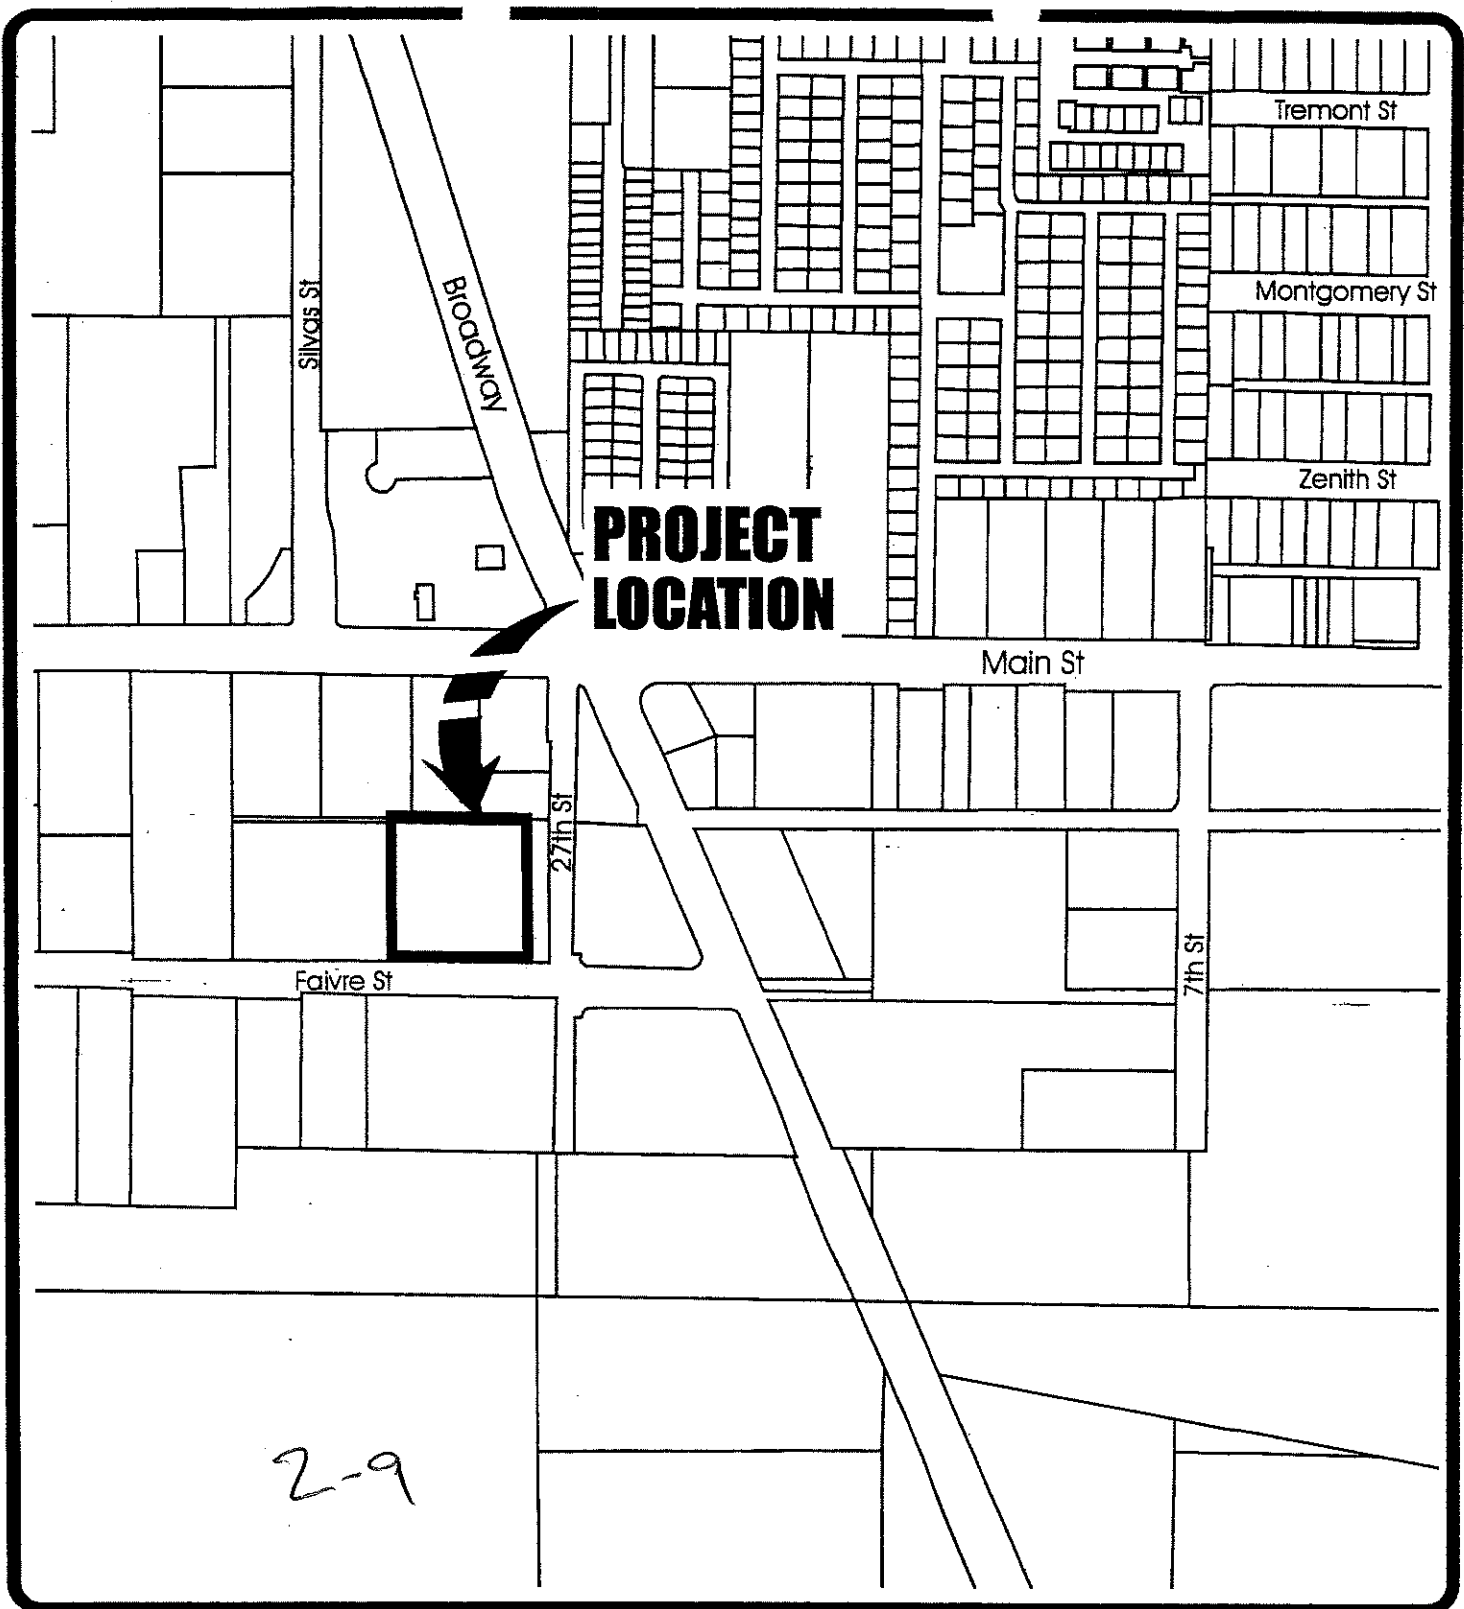 Tremont St
Montgomery St
Silvas St
Broadway
Zenith St
PROJECT
LOCATION
Main St
27th St
Faivre St
7th St
2-9